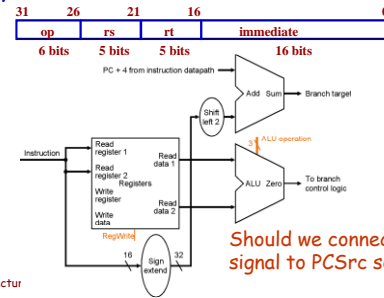 31 26 21 16
op rs rt immediate
6 bits 5 bits 5 bits 16 bits
PC + 4 from instruction datapath
Add Sum
Branch target
Shift
left 2
Instruction
Read
register 1
Read
register 2
Write
register
Write
data
Registers
Read
data 1
Read
data 2
RegWrite
3
ALU operation
ALU Zero
To branch
control logic
16
Sign
extend
32
Should we connec
signal to PCSrc s
ctur